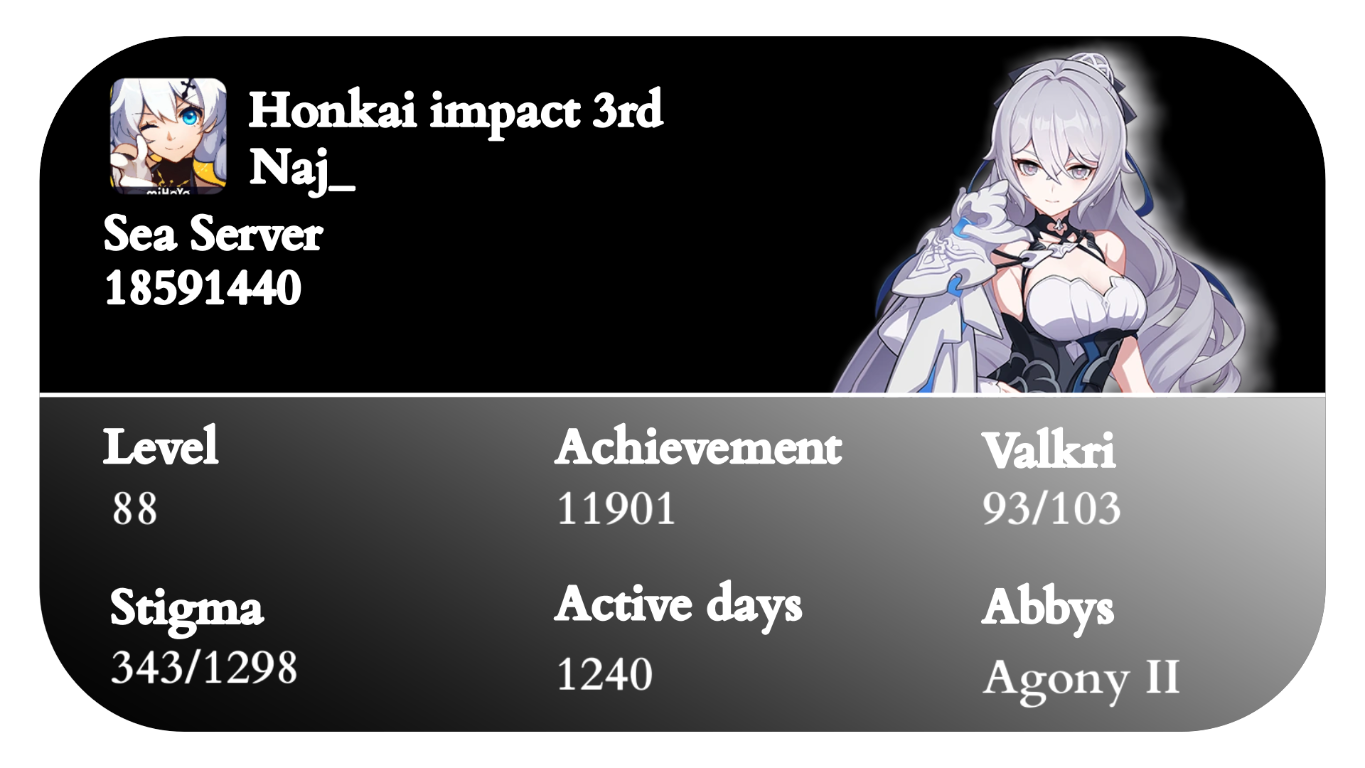 Honkai impact 3rd
miHoYo
Naj_
Sea Server
18591440
Level
Achievement
Valkri
88
11901
93/103
Stigma
Active days
Abbys
343/1298
1240
Agony II